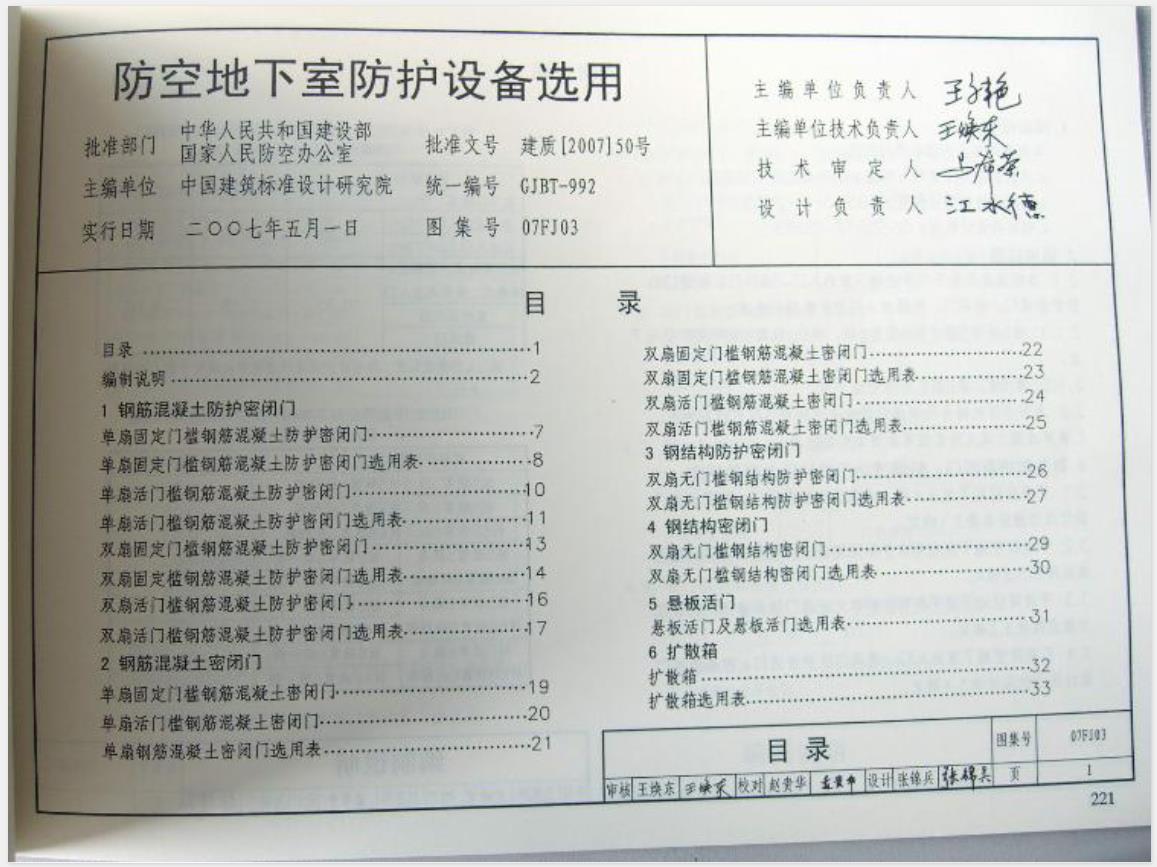 防空地下室防护设备选用
批准部门 中华人民共和国建设部
国家人民防空办公室
批准文号 建质[2007]50号
主编单位 中国建筑标准设计研究院 统一编号 GJBT-992
实行日期 二〇〇七年五月一日 图集号 07FJ03
主编单位负责人
主编单位技术负责人 王焕东
技术审定人
设计负责人
目 录
目录 1
编制说明 2
1 钢筋混凝土防护密闭门
单扇固定门槛钢筋混凝土防护密闭门 7
单扇固定门槛钢筋混凝土防护密闭门选用表 8
单扇活门槛钢筋混凝土防护密闭门 10
单扇活门槛钢筋混凝土防护密闭门选用表 11
双扇固定门槛钢筋混凝土防护密闭门 13
双扇固定槛钢筋混凝土防护密闭门选用表 14
双扇活门槛钢筋混凝土防护密闭门 16
双扇活门槛钢筋混凝土防护密闭门选用表 17
2 钢筋混凝土密闭门
单扇固定门槛钢筋混凝土密闭门 19
单扇活门槛钢筋混凝土密闭门 20
单扇钢筋混凝土密闭门选用表 21
双扇固定门槛钢筋混凝土密闭门 22
双扇固定门槛钢筋混凝土密闭门选用表 23
双扇活门槛钢筋混凝土密闭门 24
双扇活门槛钢筋混凝土密闭门选用表 25
3 钢结构防护密闭门
双扇无门槛钢结构防护密闭门 26
双扇无门槛钢结构防护密闭门选用表 27
4 钢结构密闭门
双扇无门槛钢结构密闭门 29
双扇无门槛钢结构密闭门选用表 30
5 悬板活门
悬板活门及悬板活门选用表 31
6 扩散箱
扩散箱 32
扩散箱选用表 33
目录 图集号 07FJ03
审核 王焕东 王焕东 校对 赵贵华 设计 张锦兵 张锦兵 页 1
221